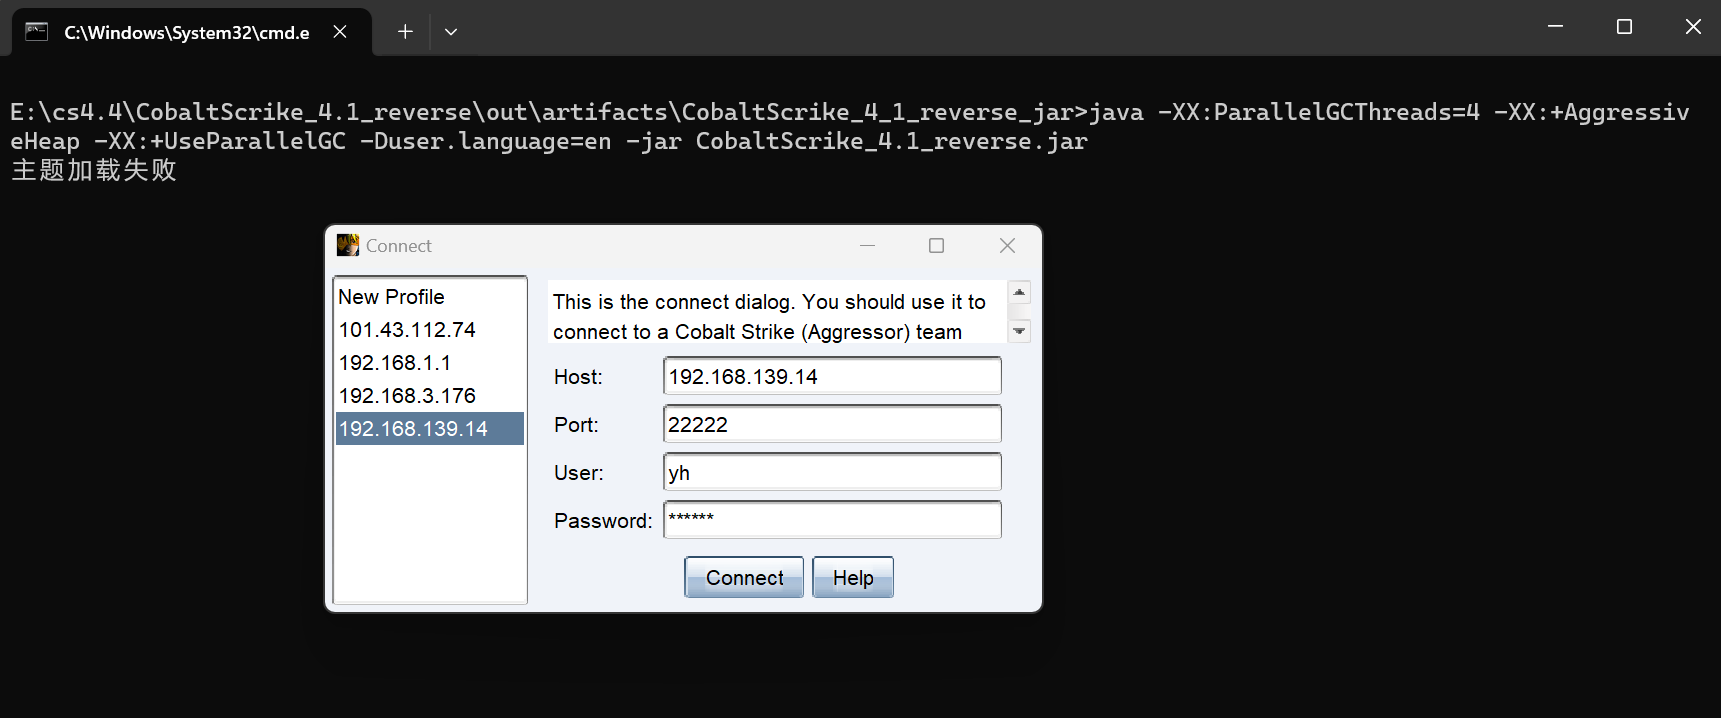 C:\Windows\System32\cmd.e
E:\cs4.4\CobaltScrike_4.1_reverse\out\artifacts\CobaltScrike_4_1_reverse_jar>java -XX:ParallelGCThreads=4 -XX:+Aggressiv
eHeap -XX:+UseParallelGC -Duser.language=en -jar CobaltScrike_4.1_reverse.jar
主题加载失败
Connect
New Profile
101.43.112.74
192.168.1.1
192.168.3.176
192.168.139.14
This is the connect dialog. You should use it to
connect to a Cobalt Strike (Aggressor) team
Host: 192.168.139.14
Port: 22222
User: yh
Password: ******
Connect Help